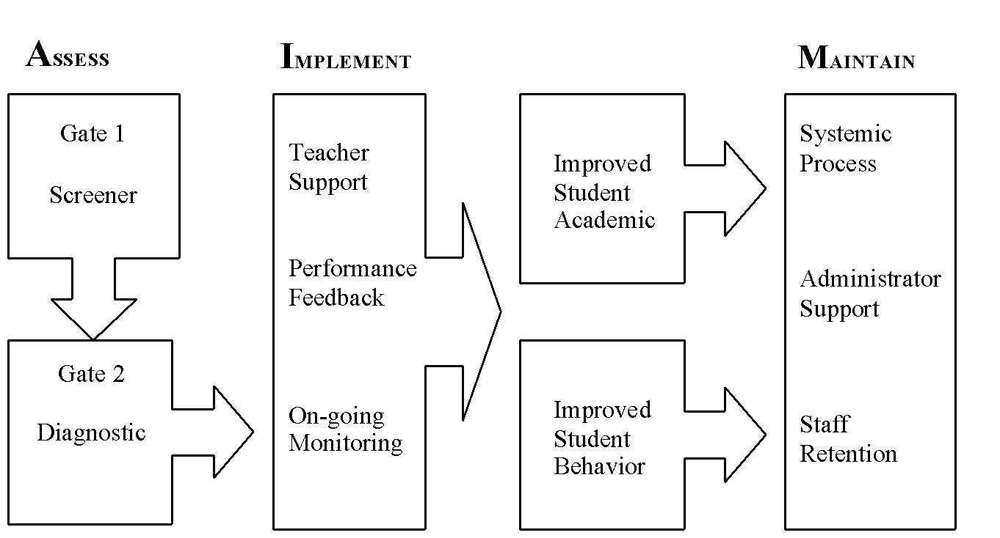 ASSESS
Gate 1
Screener
Gate 2
Diagnostic
IMPLEMENT
Teacher
Support
Performance
Feedback
On-going
Monitoring
Improved
Student
Academic
Improved
Student
Behavior
MAINTAIN
Systemic
Process
Administrator
Support
Staff
Retention